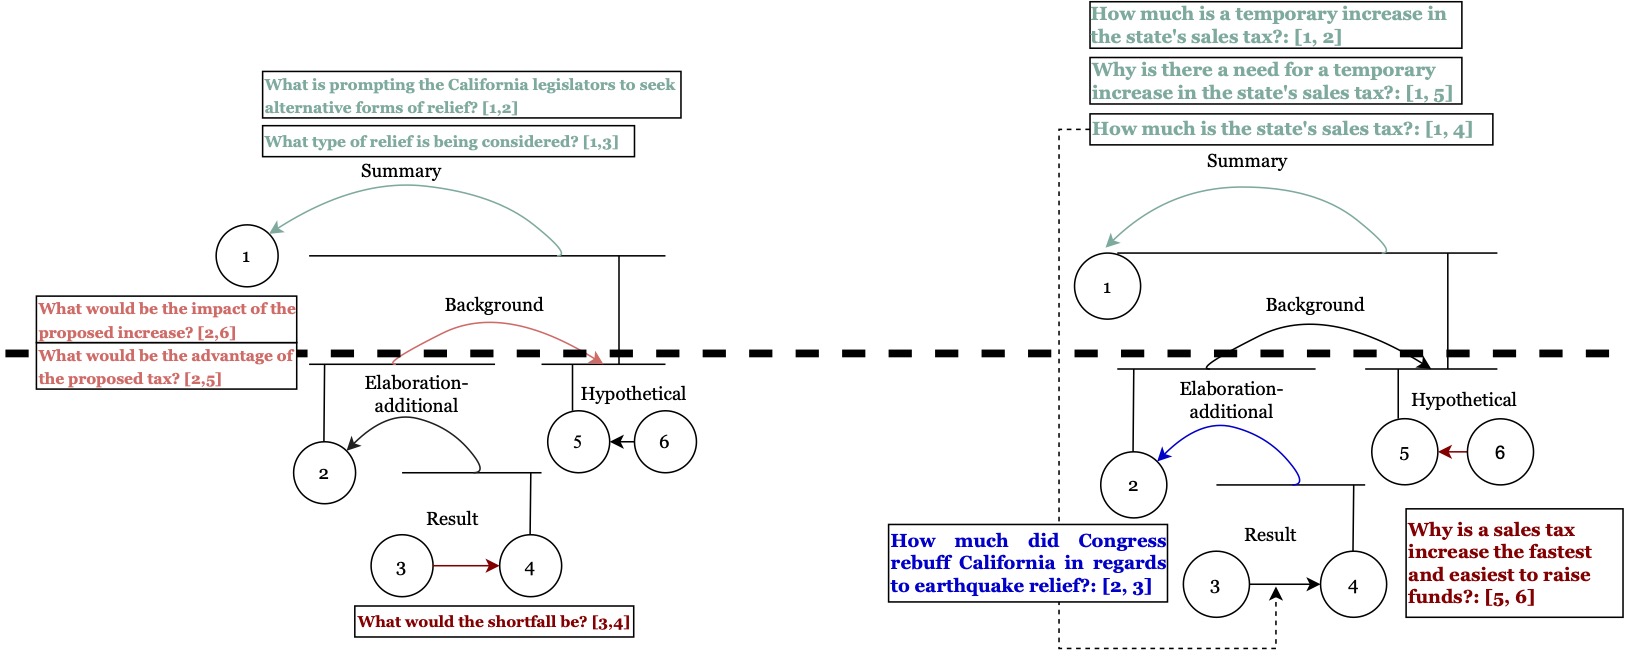 What is prompting the California legislators to seek
alternative forms of relief? [1,2]
What type of relief is being considered? [1,3]
Summary
1
Background
What would be the impact of the
proposed increase? [2,6]
What would be the advantage of
the proposed tax? [2,5]
Elaboration-
additional
Hypothetical
2
5
6
Result
3
4
What would the shortfall be? [3,4]
How much is a temporary increase in
the state's sales tax?: [1, 2]
Why is there a need for a temporary
increase in the state's sales tax?: [1, 5]
How much is the state's sales tax?: [1, 4]
Summary
1
Background
Elaboration-
additional
Hypothetical
2
5
6
How much did Congress
rebuff California in regards
to earthquake relief?: [2, 3]
Result
3
4
Why is a sales tax
increase the fastest
and easiest to raise
funds?: [5, 6]